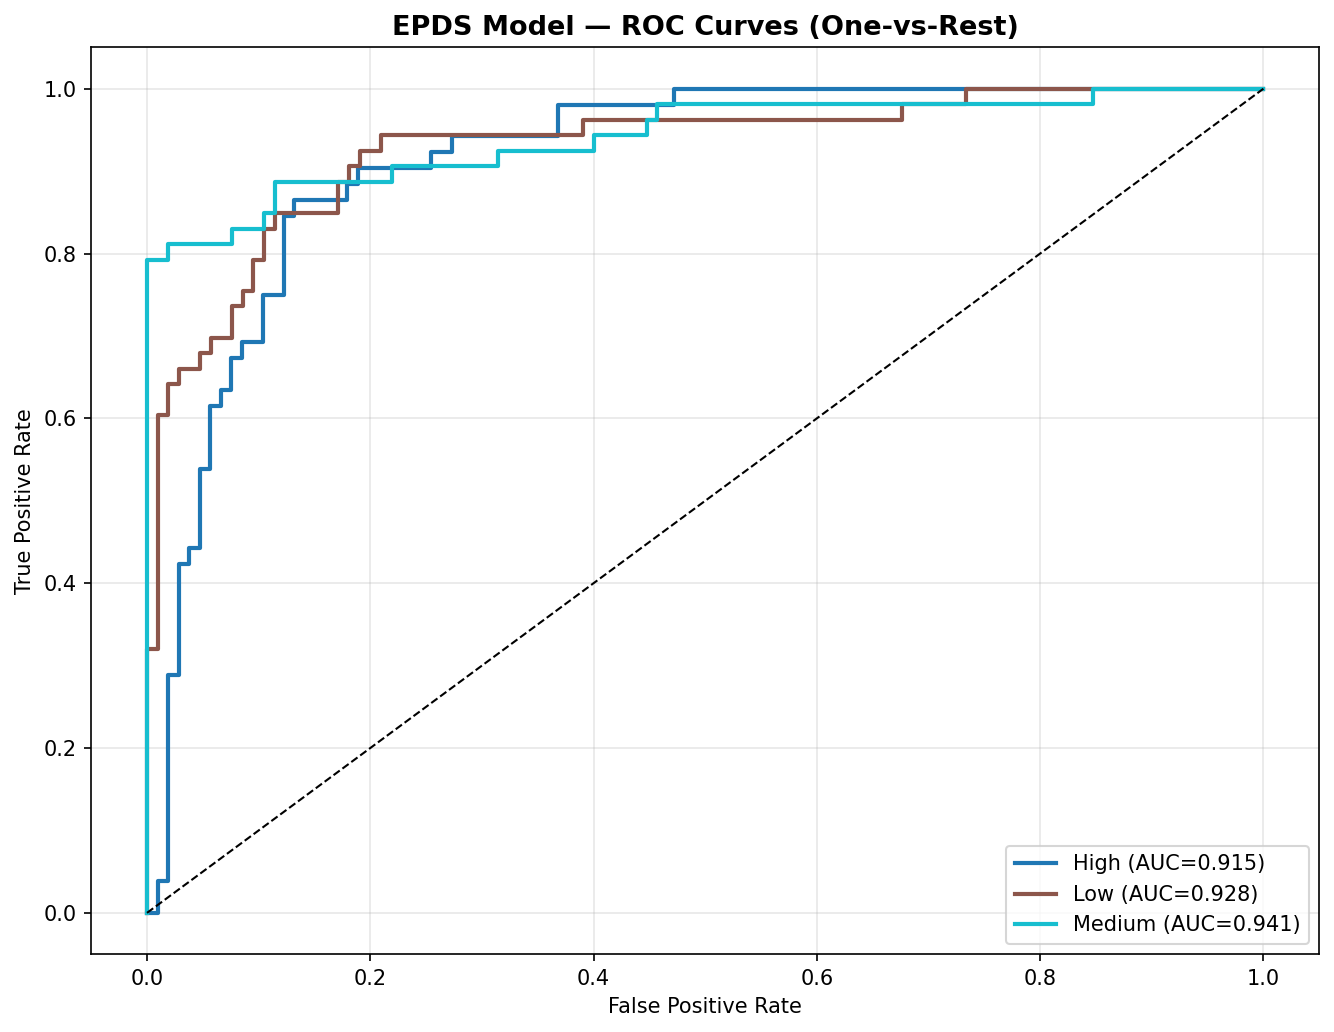 EPDS Model — ROC Curves (One-vs-Rest)
True Positive Rate
1.0
0.8
0.6
0.4
0.2
0.0
0.0 0.2 0.4 0.6 0.8 1.0
False Positive Rate
High (AUC=0.915)
Low (AUC=0.928)
Medium (AUC=0.941)